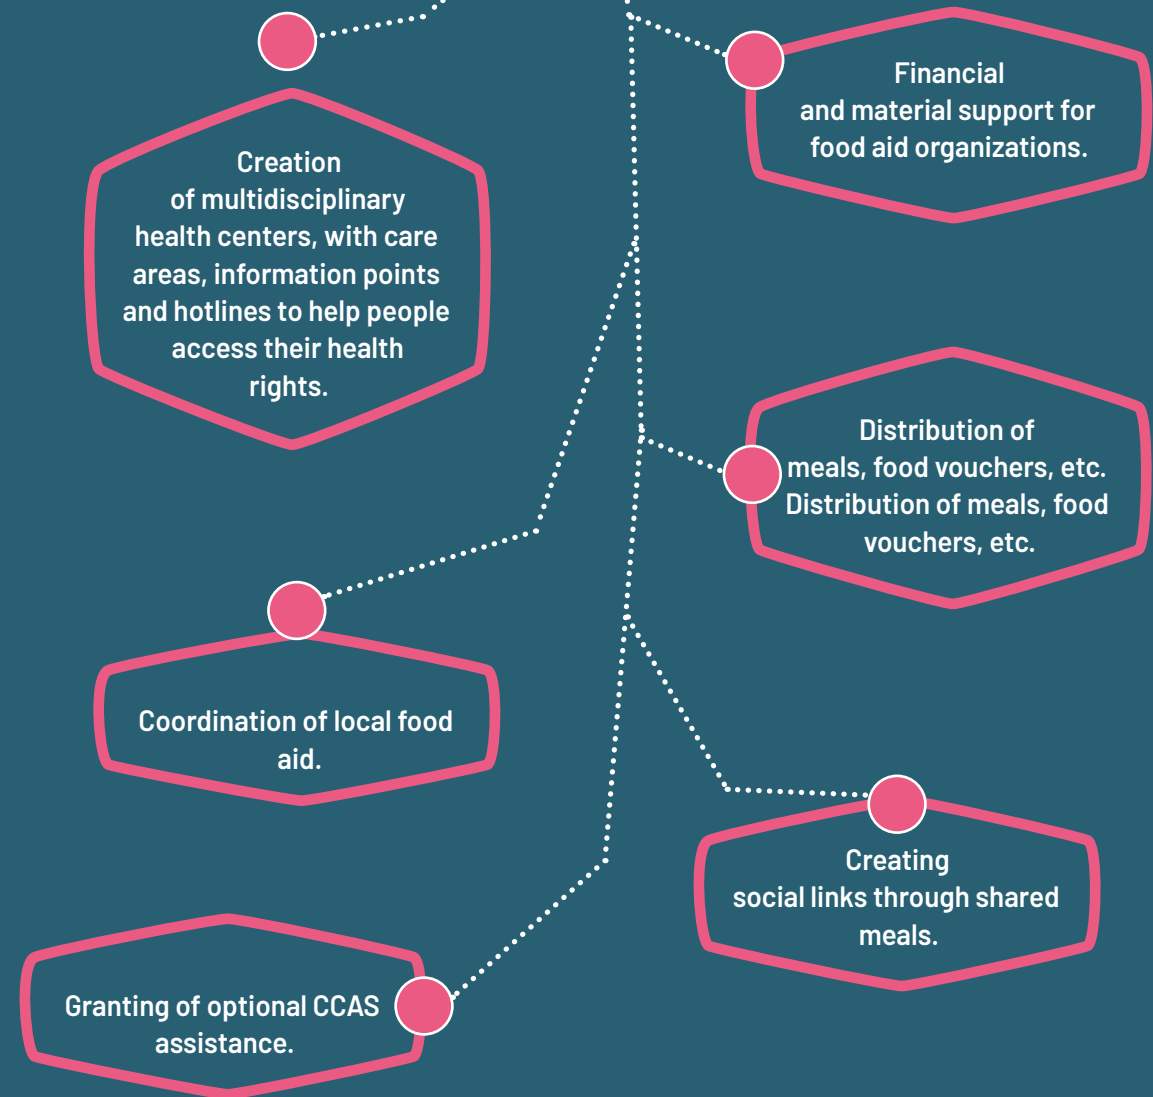 Financial
and material support for
food aid organizations.
Creation
of multidisciplinary
health centers, with care
areas, information points
and hotlines to help people
access their health
rights.
Distribution of
meals, food vouchers, etc.
Distribution of meals, food
vouchers, etc.
Coordination of local food
aid.
Creating
social links through shared
meals.
Granting of optional CCAS
assistance.